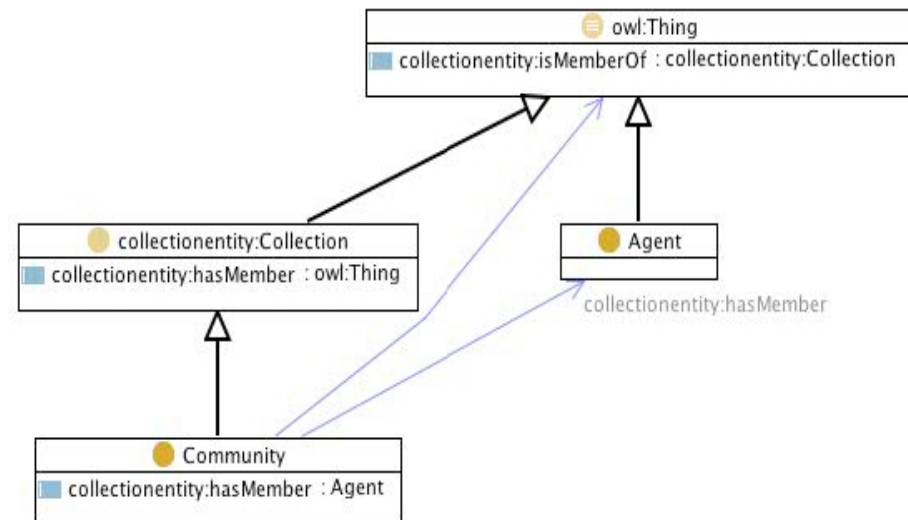 owl:Thing
collectionentity:isMemberOf : collectionentity:Collection
collectionentity:Collection
collectionentity:hasMember : owl:Thing
Agent
collectionentity:hasMember
Community
collectionentity:hasMember : Agent